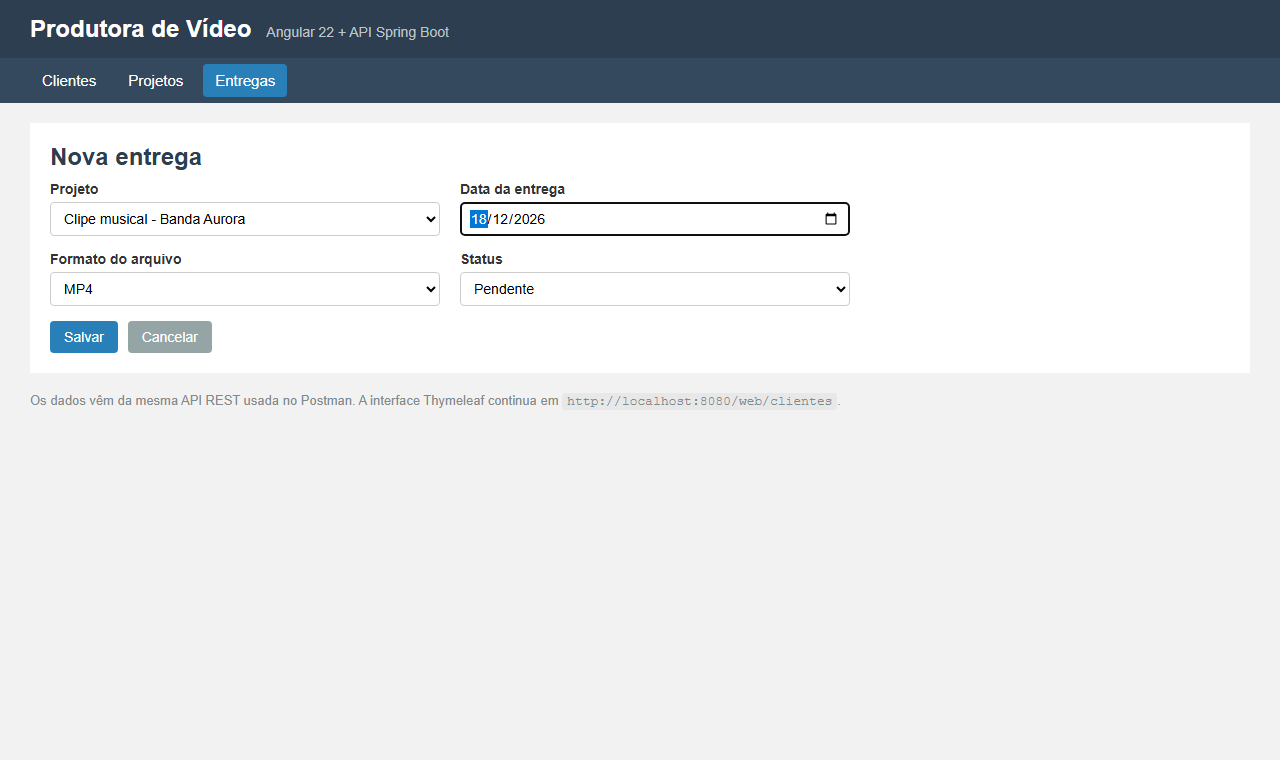 Produtora de Vídeo Angular 22 + API Spring Boot
Clientes Projetos Entregas
Nova entrega
Projeto Data da entrega
Clipe musical - Banda Aurora 18/12/2026
Formato do arquivo Status
MP4 Pendente
Salvar Cancelar
Os dados vêm da mesma API REST usada no Postman. A interface Thymeleaf continua em http://localhost:8080/web/clientes.